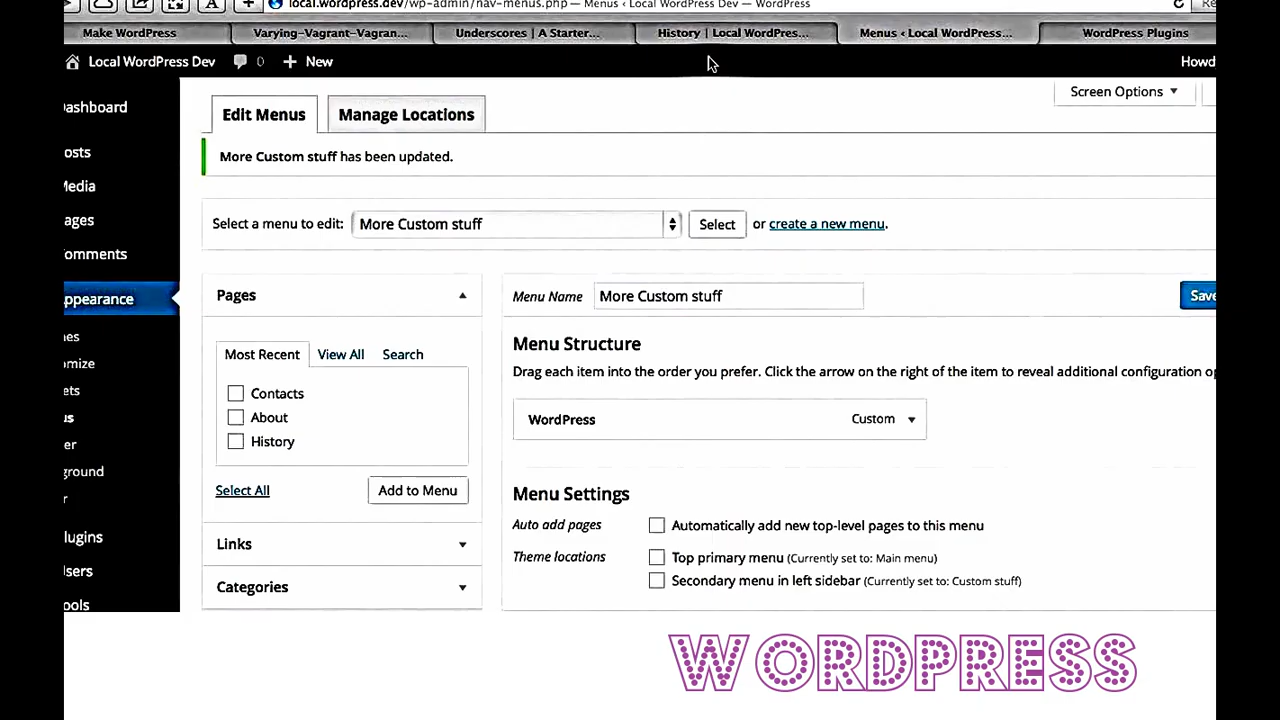 local.wordpress.dev/wp-admin/nav-menus.php — Menus ‹ Local WordPress Dev — WordPress
Make WordPress Varying-Vagrant-Vagran... Underscores | A Starter... History | Local WordPres... Menus ‹ Local WordPress... WordPress Plugins
Local WordPress Dev 0 + New Howd
Dashboard
Screen Options
Edit Menus Manage Locations
osts
More Custom stuff has been updated.
Media
ages
Select a menu to edit: More Custom stuff Select or create a new menu.
omments
ppearance
Pages
Menu Name More Custom stuff Save
es
Menu Structure
Most Recent View All Search
omize
Drag each item into the order you prefer. Click the arrow on the right of the item to reveal additional configuration op
ets
Contacts
us
About
WordPress Custom
er
History
ground
r
Select All Add to Menu
Menu Settings
Auto add pages Automatically add new top-level pages to this menu
lugins
Links
Theme locations Top primary menu (Currently set to: Main menu)
sers
Secondary menu in left sidebar (Currently set to: Custom stuff)
Categories
ools
WORDPRESS